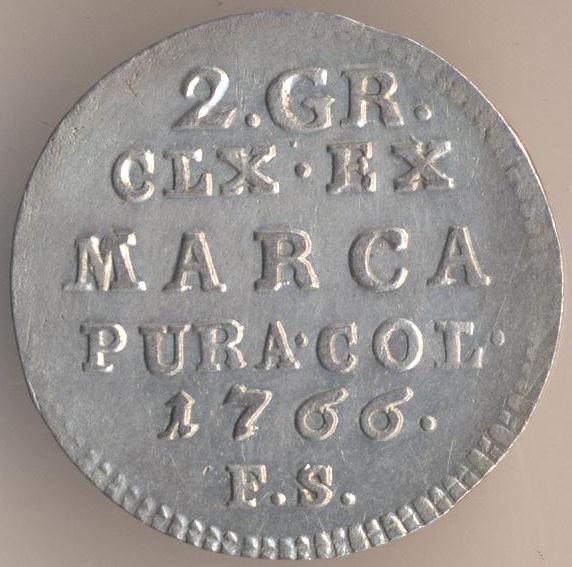 2.GR.
CLX·EX
MARCA
PURA·COL·
1766.
F.S.